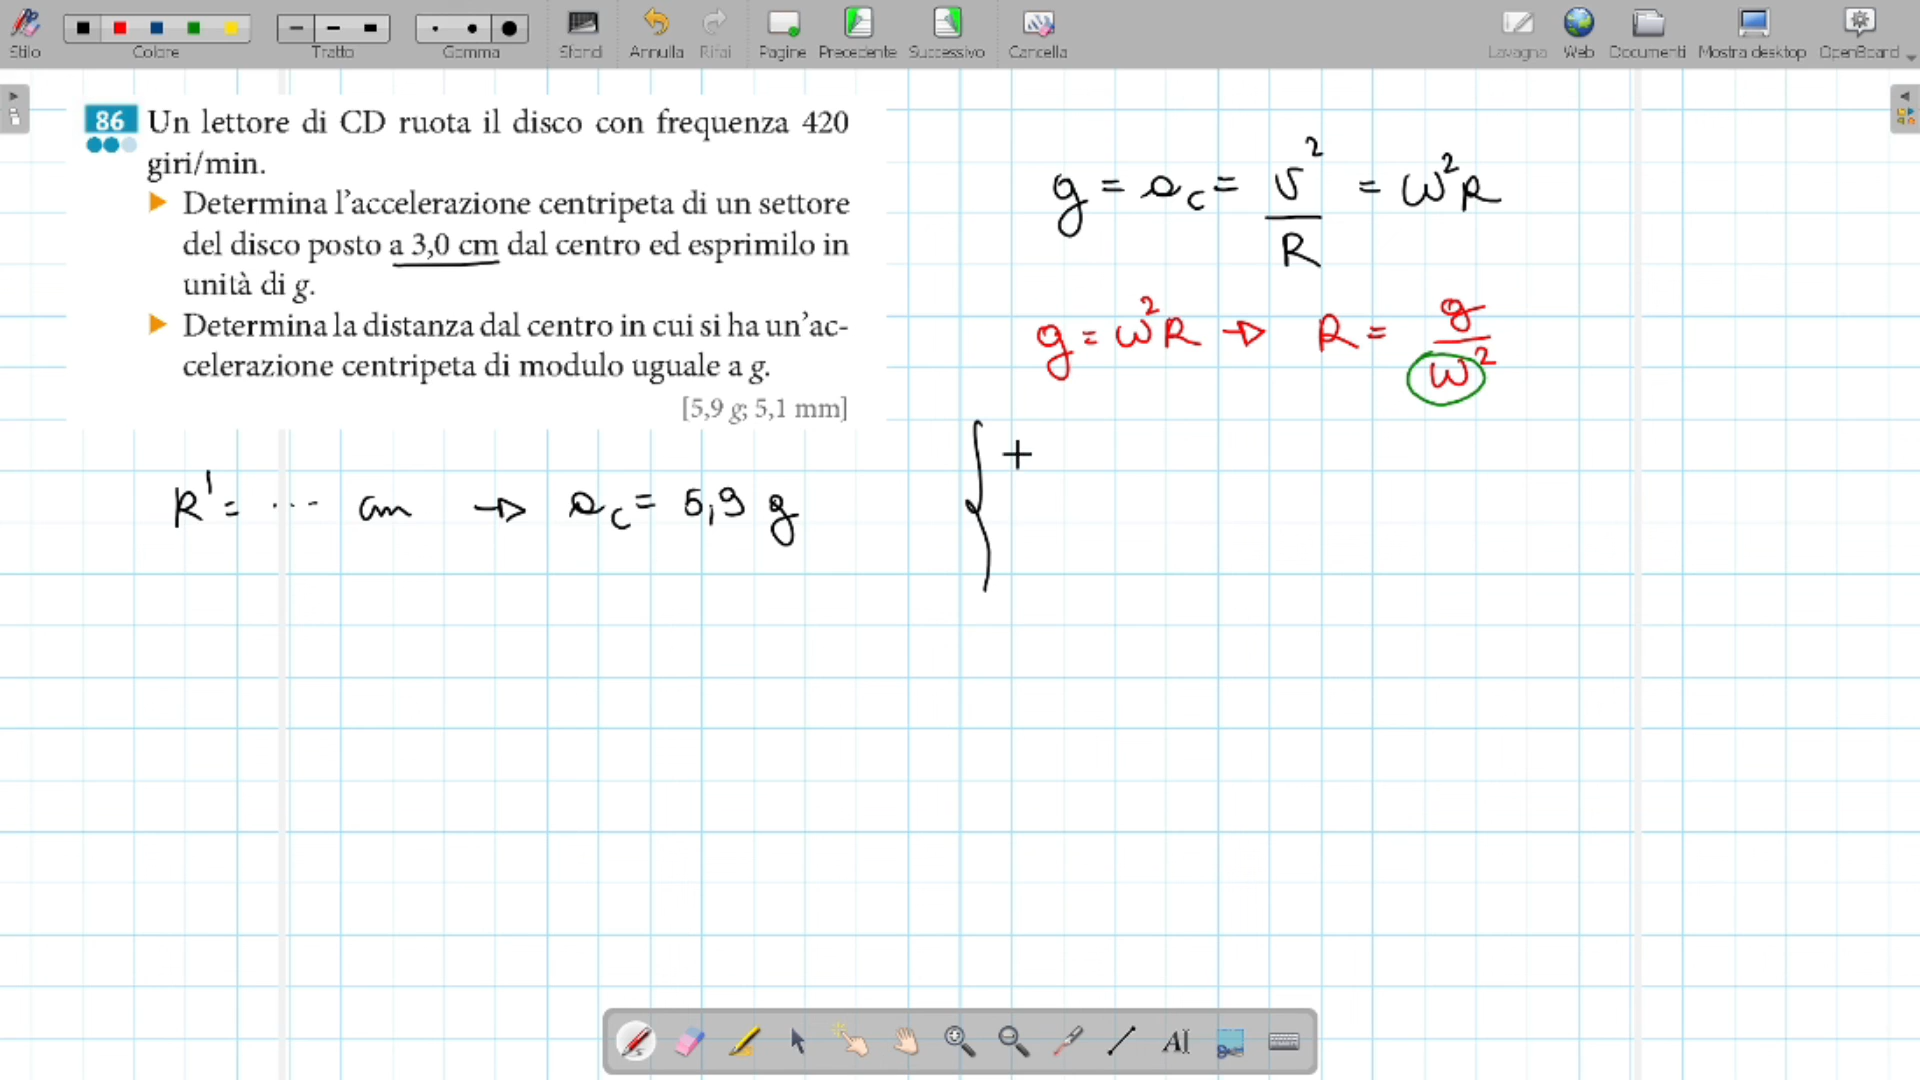 Stilo
Colore
Tratto
Gomma
Sfondi
Annulla
Rifai
Pagine
Precedente
Successivo
Cancella
Lavagna
Web
Documenti
Mostra desktop
OpenBoard
86 Un lettore di CD ruota il disco con frequenza 420
giri/min.
Determina l'accelerazione centripeta di un settore
del disco posto a 3,0 cm dal centro ed esprimilo in
unità di g.
Determina la distanza dal centro in cui si ha un'ac-
celerazione centripeta di modulo uguale a g.
[5,9 g; 5,1 mm]
g = a_c = v²/R = ω²R
g = ω²R → R = g/ω²
R' = ... cm → a_c = 5,9 g
{
AI